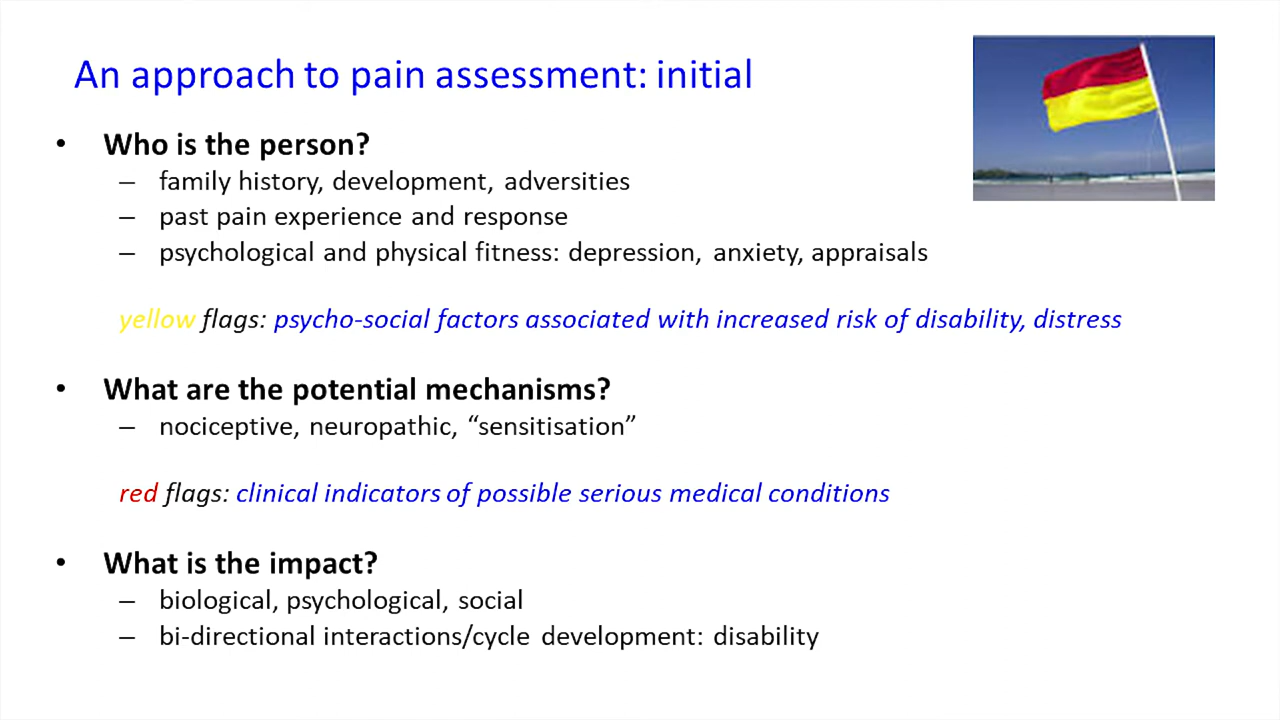 An approach to pain assessment: initial
• Who is the person?
– family history, development, adversities
– past pain experience and response
– psychological and physical fitness: depression, anxiety, appraisals
yellow flags: psycho-social factors associated with increased risk of disability, distress
• What are the potential mechanisms?
– nociceptive, neuropathic, “sensitisation”
red flags: clinical indicators of possible serious medical conditions
• What is the impact?
– biological, psychological, social
– bi-directional interactions/cycle development: disability